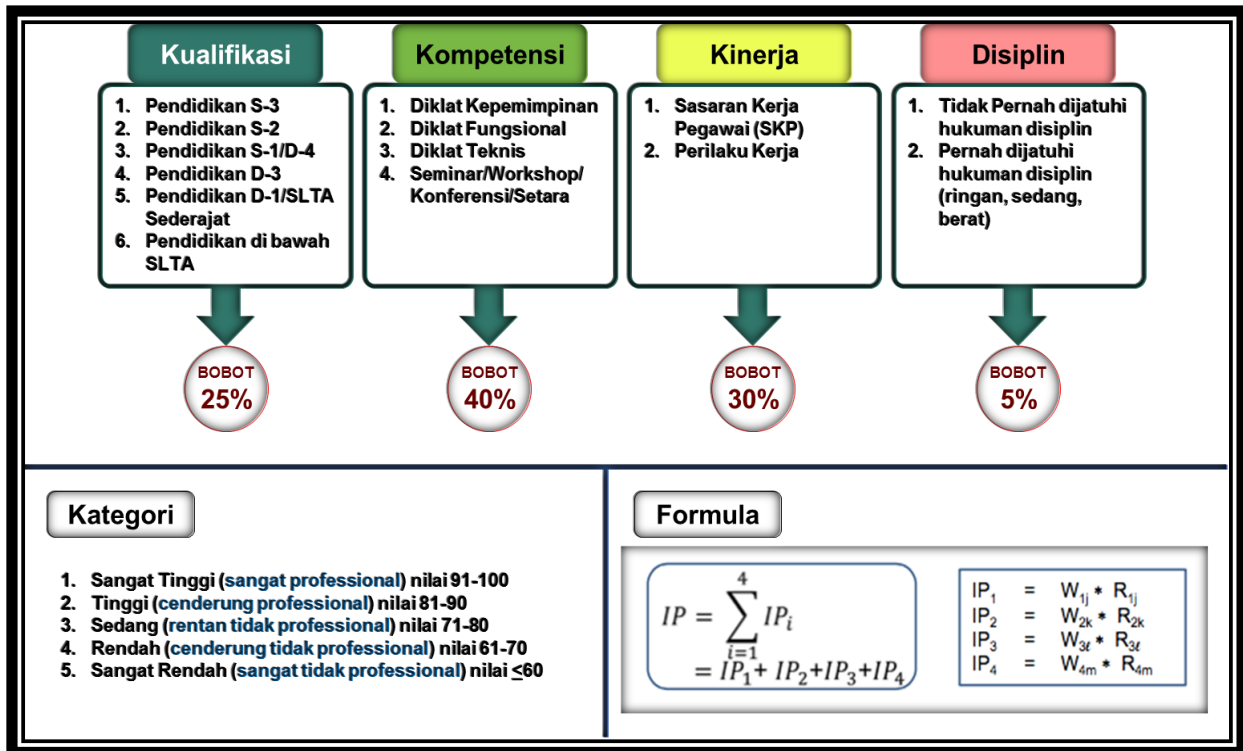 Kualifikasi
1. Pendidikan S-3
2. Pendidikan S-2
3. Pendidikan S-1/D-4
4. Pendidikan D-3
5. Pendidikan D-1/SLTA
Sederajat
6. Pendidikan di bawah
SLTA
BOBOT
25%
Kompetensi
1. Diklat Kepemimpinan
2. Diklat Fungsional
3. Diklat Teknis
4. Seminar/Workshop/
Konferensi/Setara
BOBOT
40%
Kinerja
1. Sasaran Kerja
Pegawai (SKP)
2. Perilaku Kerja
BOBOT
30%
Disiplin
1. Tidak Pernah dijatuhi
hukuman disiplin
2. Pernah dijatuhi
hukuman disiplin
(ringan, sedang,
berat)
BOBOT
5%
Kategori
1. Sangat Tinggi (sangat professional) nilai 91-100
2. Tinggi (cenderung professional) nilai 81-90
3. Sedang (rentan tidak professional) nilai 71-80
4. Rendah (cenderung tidak professional) nilai 61-70
5. Sangat Rendah (sangat tidak professional) nilai ≤60
Formula
4
IP = ∑ IPᵢ
i=1
= IP₁+ IP₂+IP₃+IP₄
IP₁ = W₁ⱼ * R₁ⱼ
IP₂ = W₂ₖ * R₂ₖ
IP₃ = W₃ℓ * R₃ℓ
IP₄ = W₄ₘ * R₄ₘ